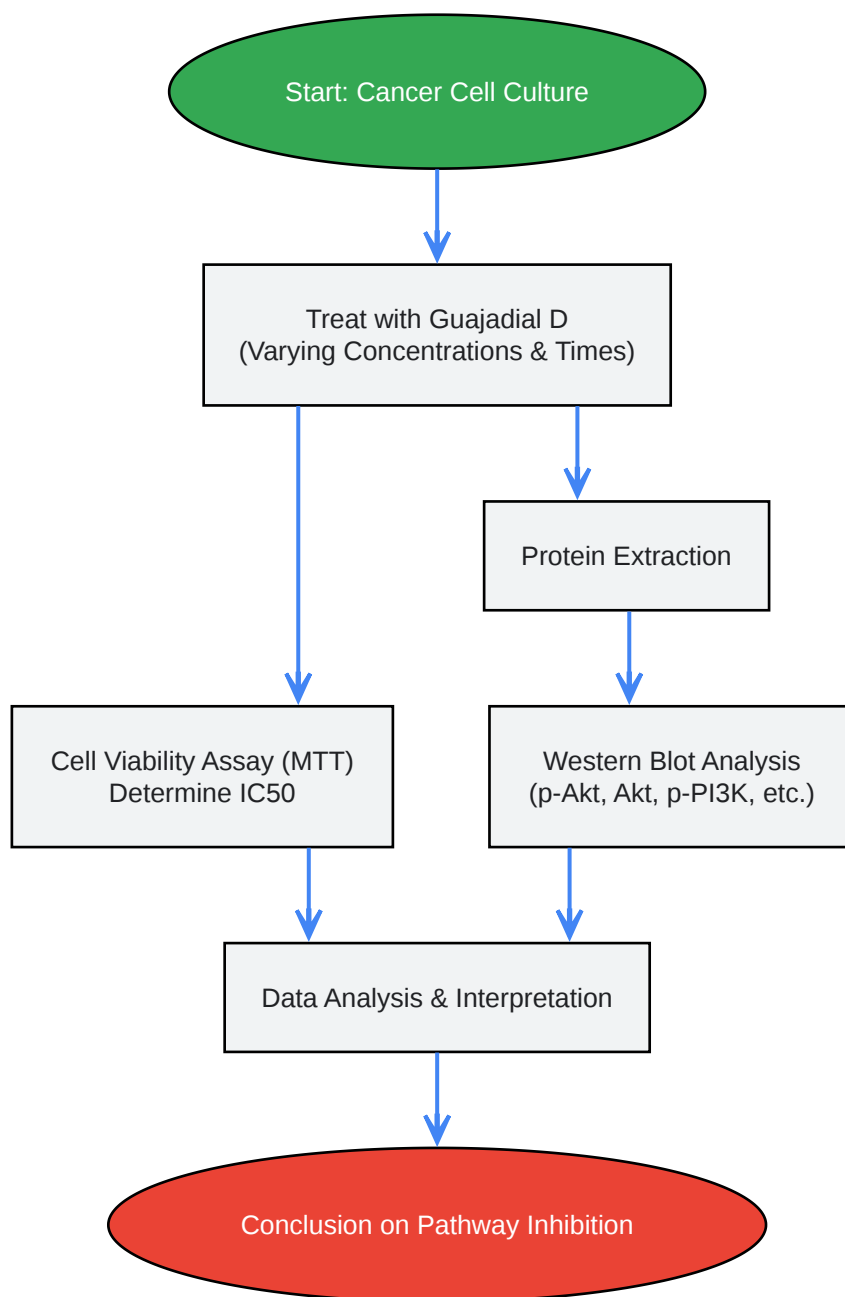 Start: Cancer Cell Culture
Treat with Guajadial D
(Varying Concentrations & Times)
Protein Extraction
Cell Viability Assay (MTT)
Determine IC50
Western Blot Analysis
(p-Akt, Akt, p-PI3K, etc.)
Data Analysis & Interpretation
Conclusion on Pathway Inhibition